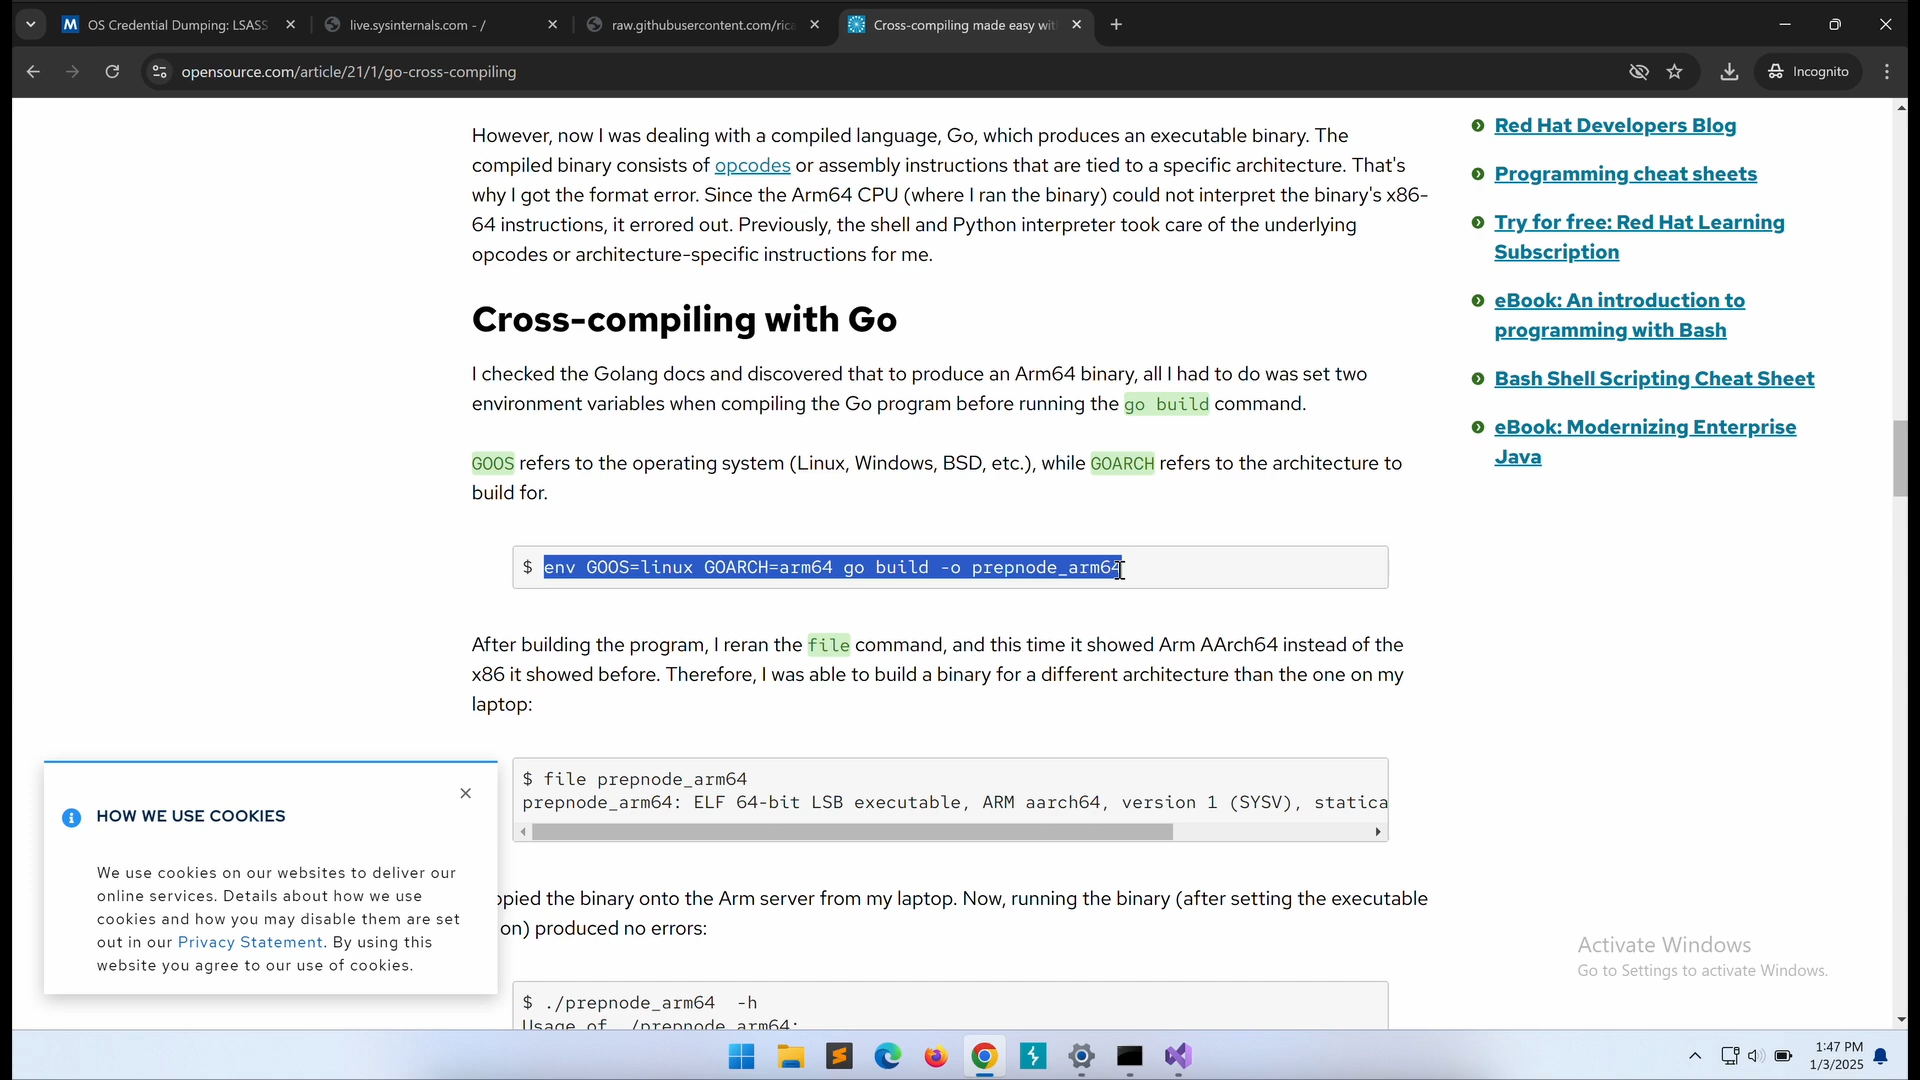 OS Credential Dumping: LSASS
live.sysinternals.com - /
raw.githubusercontent.com/rica
Cross-compiling made easy with
opensource.com/article/21/1/go-cross-compiling
Incognito
However, now I was dealing with a compiled language, Go, which produces an executable binary. The
compiled binary consists of opcodes or assembly instructions that are tied to a specific architecture. That's
why I got the format error. Since the Arm64 CPU (where I ran the binary) could not interpret the binary's x86-
64 instructions, it errored out. Previously, the shell and Python interpreter took care of the underlying
opcodes or architecture-specific instructions for me.
Cross-compiling with Go
I checked the Golang docs and discovered that to produce an Arm64 binary, all I had to do was set two
environment variables when compiling the Go program before running the go build command.
GOOS refers to the operating system (Linux, Windows, BSD, etc.), while GOARCH refers to the architecture to
build for.
$ env GOOS=linux GOARCH=arm64 go build -o prepnode_arm64
After building the program, I reran the file command, and this time it showed Arm AArch64 instead of the
x86 it showed before. Therefore, I was able to build a binary for a different architecture than the one on my
laptop:
$ file prepnode_arm64
prepnode_arm64: ELF 64-bit LSB executable, ARM aarch64, version 1 (SYSV), statica
opied the binary onto the Arm server from my laptop. Now, running the binary (after setting the executable
on) produced no errors:
$ ./prepnode_arm64  -h
Usage of ./prepnode_arm64:
Red Hat Developers Blog
Programming cheat sheets
Try for free: Red Hat Learning
Subscription
eBook: An introduction to
programming with Bash
Bash Shell Scripting Cheat Sheet
eBook: Modernizing Enterprise
Java
HOW WE USE COOKIES
We use cookies on our websites to deliver our
online services. Details about how we use
cookies and how you may disable them are set
out in our Privacy Statement. By using this
website you agree to our use of cookies.
Activate Windows
Go to Settings to activate Windows.
1:47 PM
1/3/2025